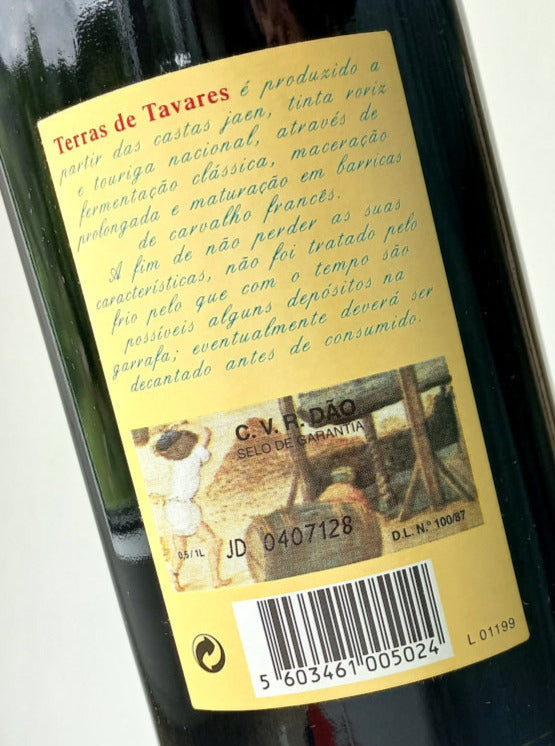 Terras de Tavares é produzido a
partir das castas jaen, tinta roriz
e touriga nacional, através de
fermentação clássica, maceração
prolongada e maturação em barricas
de carvalho francês.
A fim de não perder as suas
características, não foi tratado pelo
frio pelo que com o tempo são
possíveis alguns depósitos na
garrafa; eventualmente deverá ser
decantado antes de consumido.
C. V. R. DÃO
SELO DE GARANTIA
0,5/1L JD 0407128 D.L. N.º 100/87
5 603461 005024
L 01199